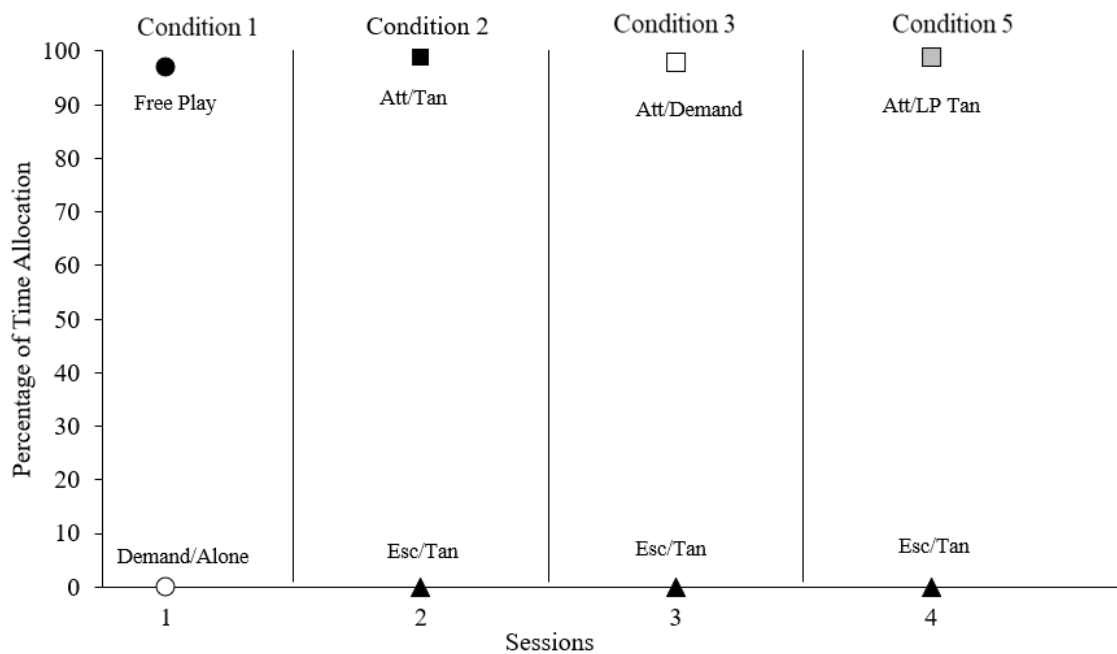 Condition 1
Condition 2
Condition 3
Condition 5
100
90
80
70
60
50
40
30
20
10
0
Percentage of Time Allocation
Free Play
Att/Tan
Att/Demand
Att/LP Tan
Demand/Alone
Esc/Tan
Esc/Tan
Esc/Tan
1
2
3
4
Sessions